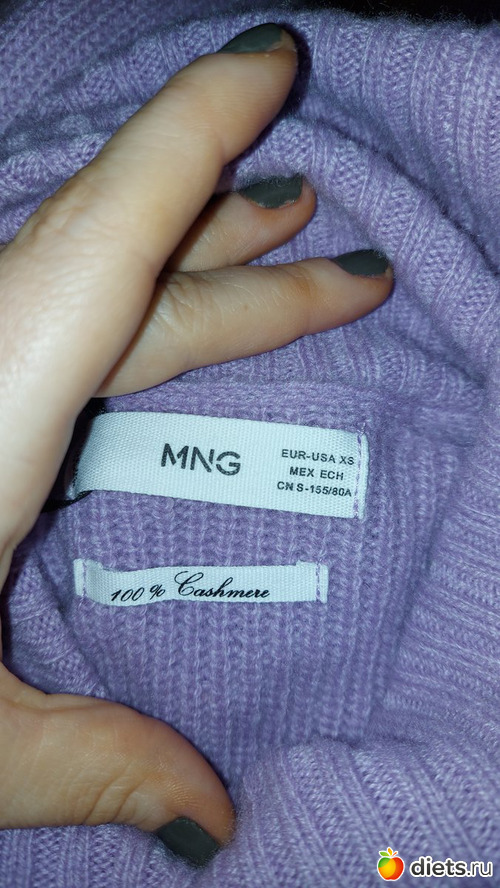 MNG
EUR-USA XS
MEX ECH
CN S-155/80A
100 % Cashmere
diets.ru